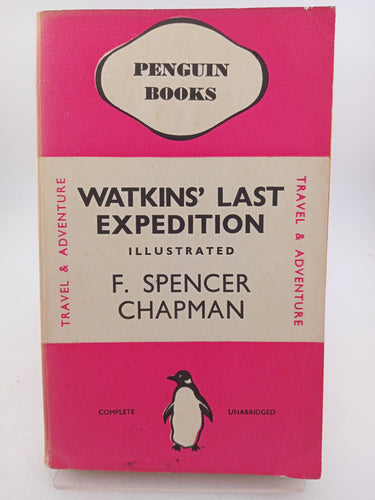 PENGUIN
BOOKS
TRAVEL & ADVENTURE
WATKINS' LAST
EXPEDITION
ILLUSTRATED
F. SPENCER
CHAPMAN
TRAVEL & ADVENTURE
COMPLETE
UNABRIDGED